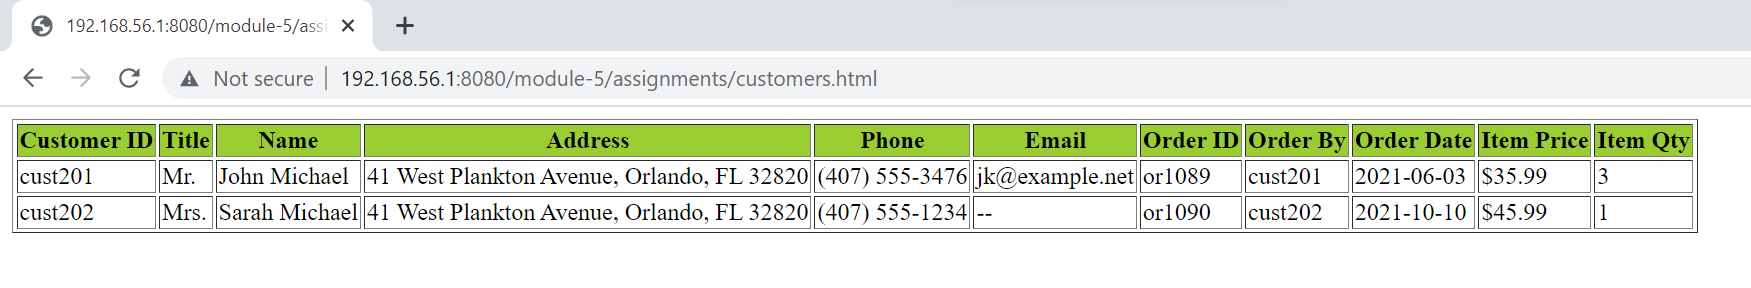 192.168.56.1:8080/module-5/assi
Not secure 192.168.56.1:8080/module-5/assignments/customers.html
Customer ID Title Name Address Phone Email Order ID Order By Order Date Item Price Item Qty
cust201 Mr. John Michael 41 West Plankton Avenue, Orlando, FL 32820 (407) 555-3476 jk@example.net or1089 cust201 2021-06-03 $35.99 3
cust202 Mrs. Sarah Michael 41 West Plankton Avenue, Orlando, FL 32820 (407) 555-1234 -- or1090 cust202 2021-10-10 $45.99 1